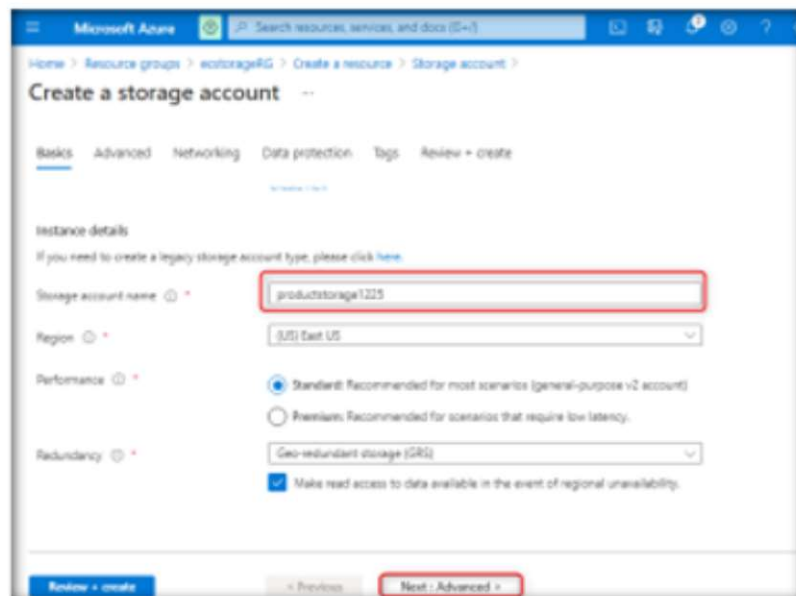 Microsoft Azure
Search resources, services, and docs (G+/)
Home > Resource groups > ecstorageRG > Create a resource > Storage account >
Create a storage account ...
Basics Advanced Networking Data protection Tags Review + create
Instance details
If you need to create a legacy storage account type, please click here.
Storage account name * productstorage1225
Region * (US) East US
Performance * Standard: Recommended for most scenarios (general-purpose v2 account)
Premium: Recommended for scenarios that require low latency.
Redundancy * Geo-redundant storage (GRS)
Make read access to data available in the event of regional unavailability.
Review + create < Previous Next : Advanced >